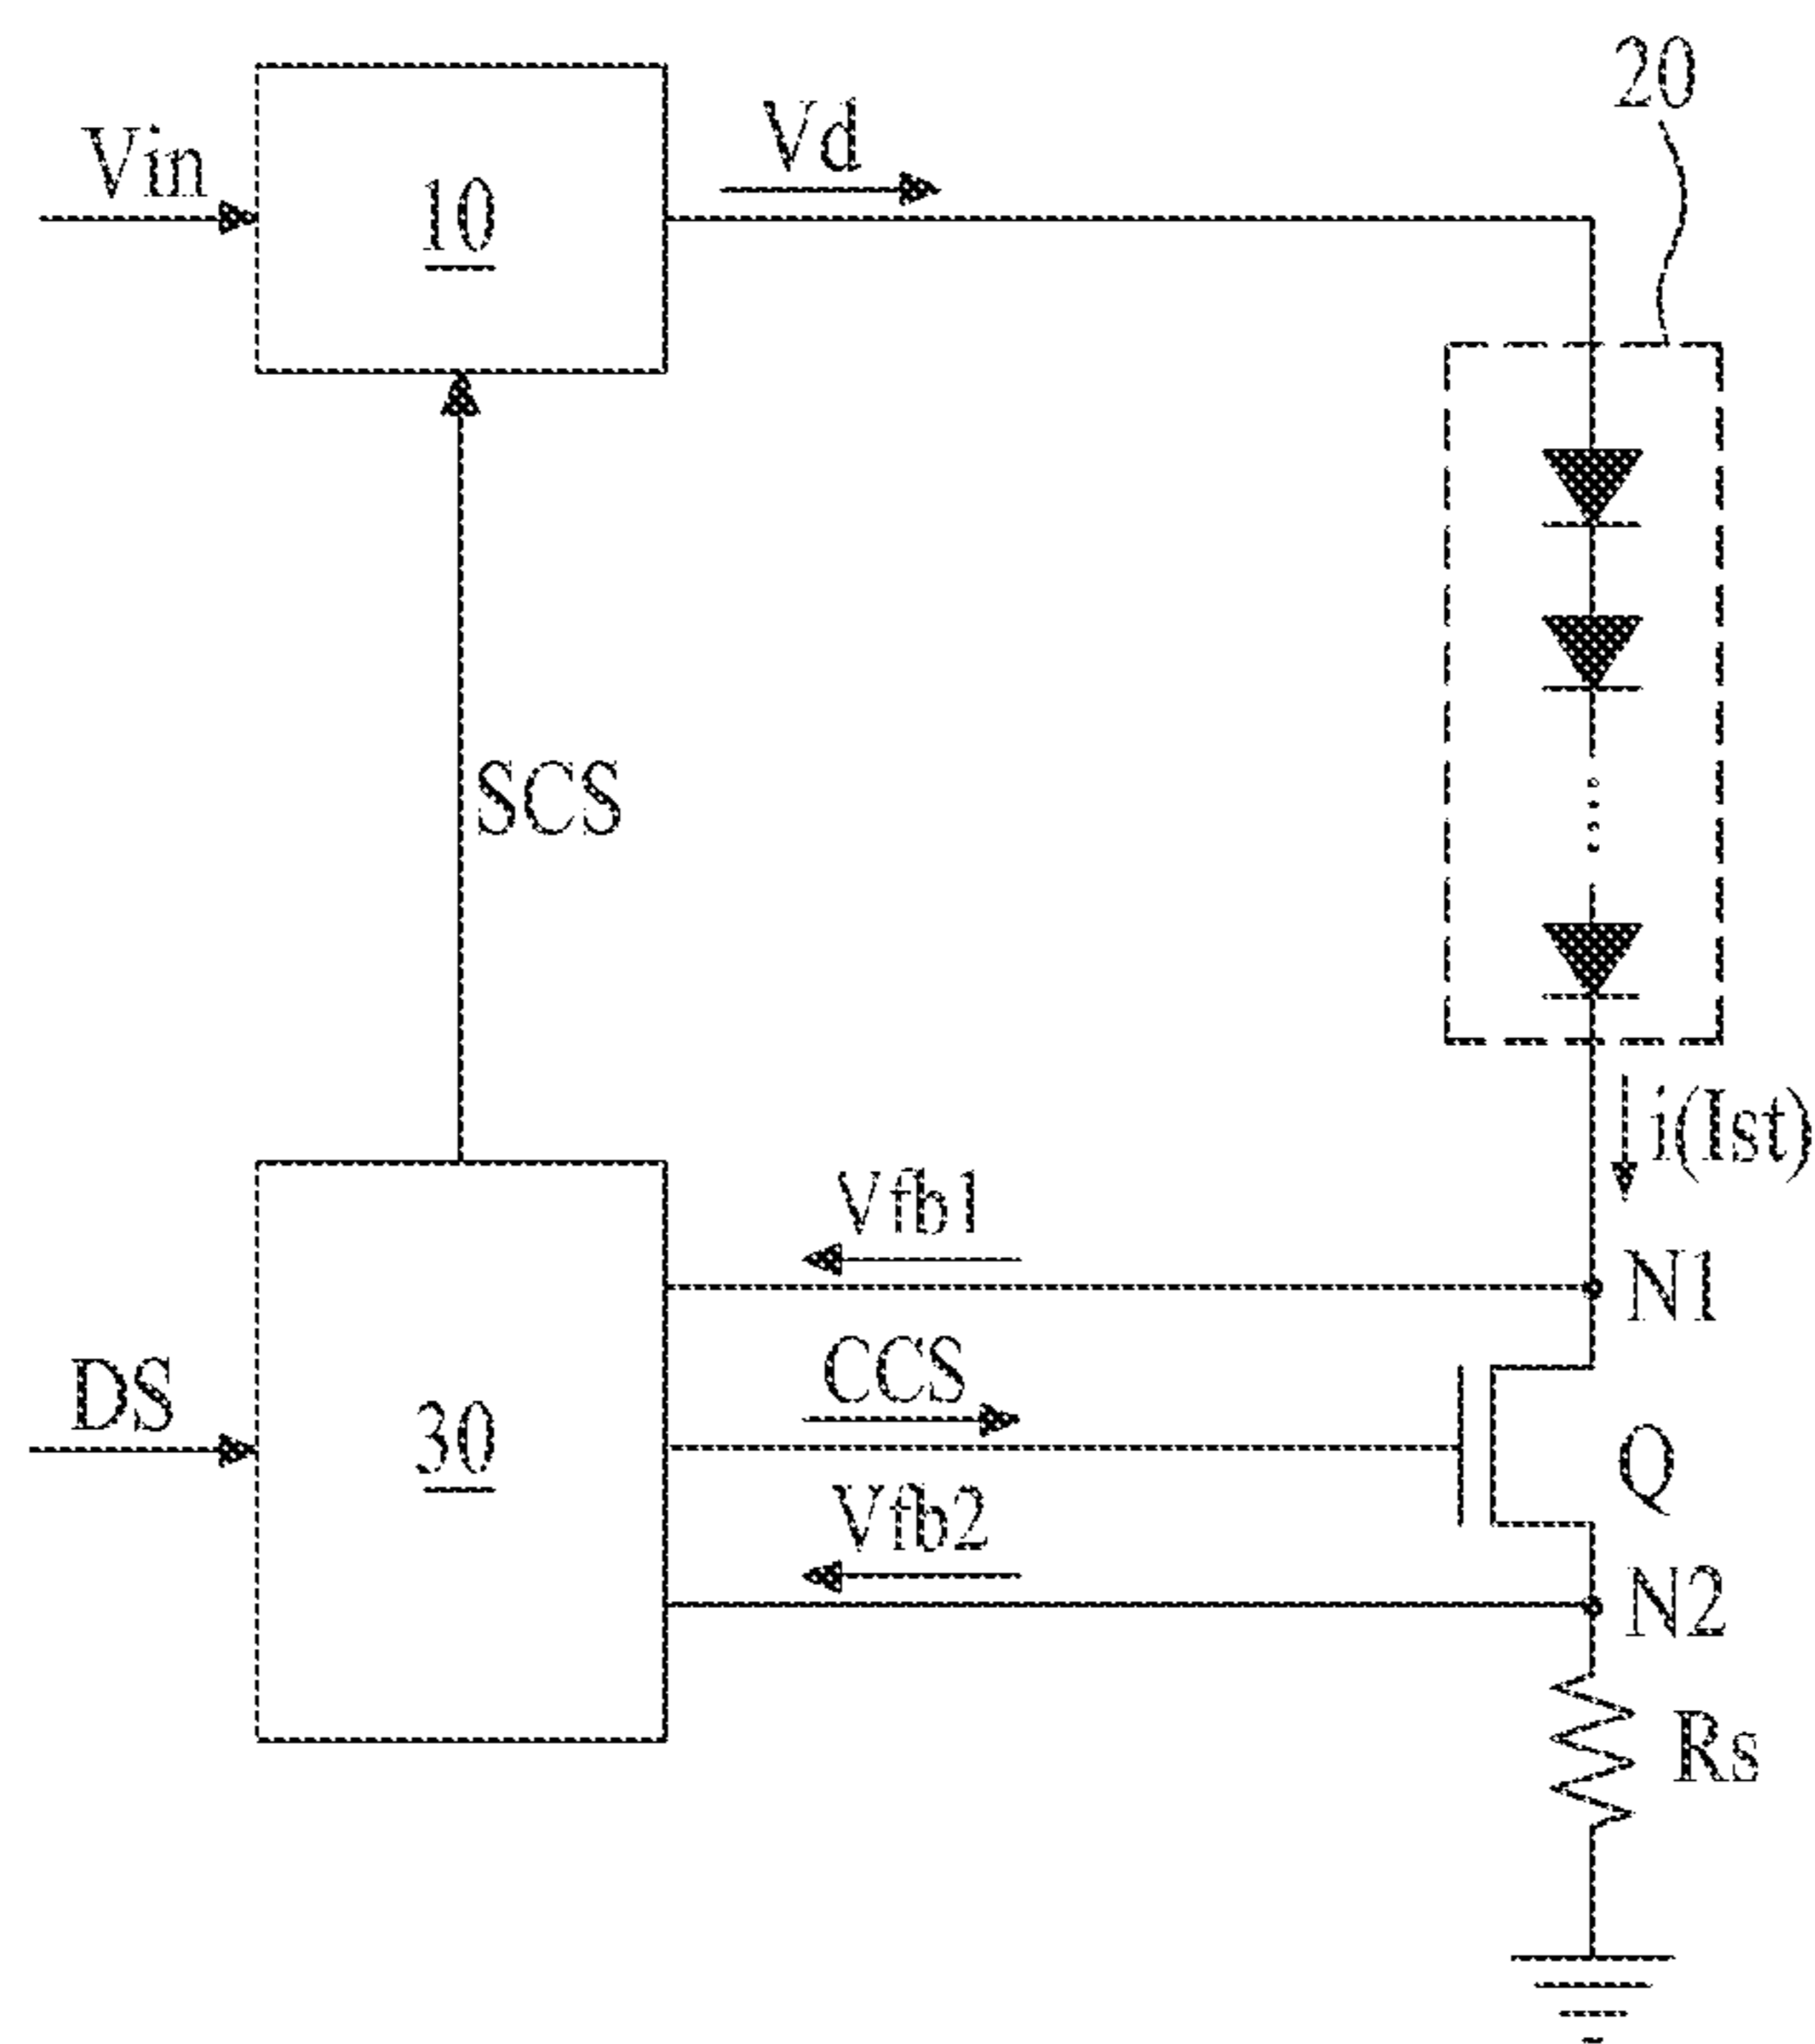 20
Vin
10
Vd
SCS
i(Ist)
Vfb1
N1
DS
30
CCS
Q
Vfb2
N2
Rs